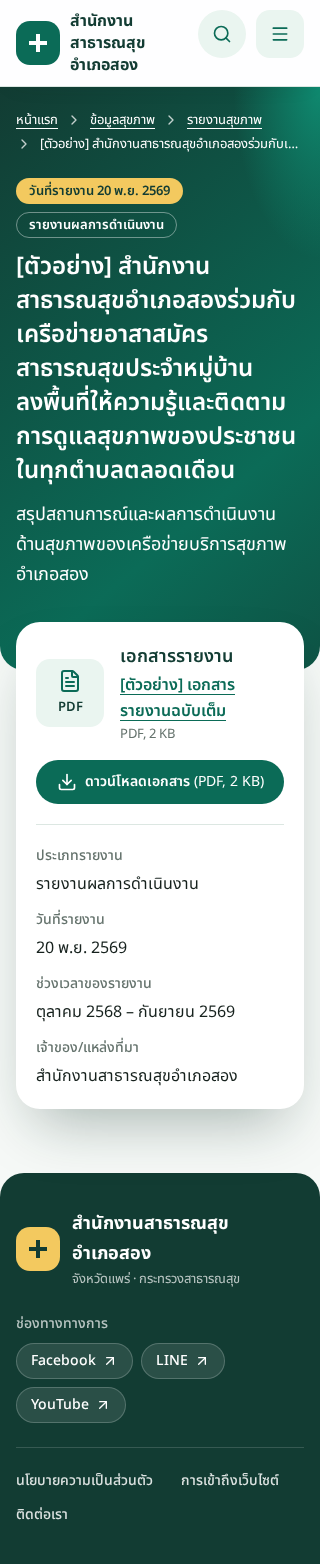 สำนักงาน
สาธารณสุข
อำเภอสอง
หน้าแรก
ข้อมูลสุขภาพ
รายงานสุขภาพ
[ตัวอย่าง] สำนักงานสาธารณสุขอำเภอสองร่วมกับเ...
วันที่รายงาน 20 พ.ย. 2569
รายงานผลการดำเนินงาน
[ตัวอย่าง] สำนักงาน
สาธารณสุขอำเภอสองร่วมกับ
เครือข่ายอาสาสมัคร
สาธารณสุขประจำหมู่บ้าน
ลงพื้นที่ให้ความรู้และติดตาม
การดูแลสุขภาพของประชาชน
ในทุกตำบลตลอดเดือน
สรุปสถานการณ์และผลการดำเนินงาน
ด้านสุขภาพของเครือข่ายบริการสุขภาพ
อำเภอสอง
PDF
เอกสารรายงาน
[ตัวอย่าง] เอกสาร
รายงานฉบับเต็ม
PDF, 2 KB
ดาวน์โหลดเอกสาร (PDF, 2 KB)
ประเภทรายงาน
รายงานผลการดำเนินงาน
วันที่รายงาน
20 พ.ย. 2569
ช่วงเวลาของรายงาน
ตุลาคม 2568 – กันยายน 2569
เจ้าของ/แหล่งที่มา
สำนักงานสาธารณสุขอำเภอสอง
สำนักงานสาธารณสุข
อำเภอสอง
จังหวัดแพร่ · กระทรวงสาธารณสุข
ช่องทางทางการ
Facebook
LINE
YouTube
นโยบายความเป็นส่วนตัว
การเข้าถึงเว็บไซต์
ติดต่อเรา